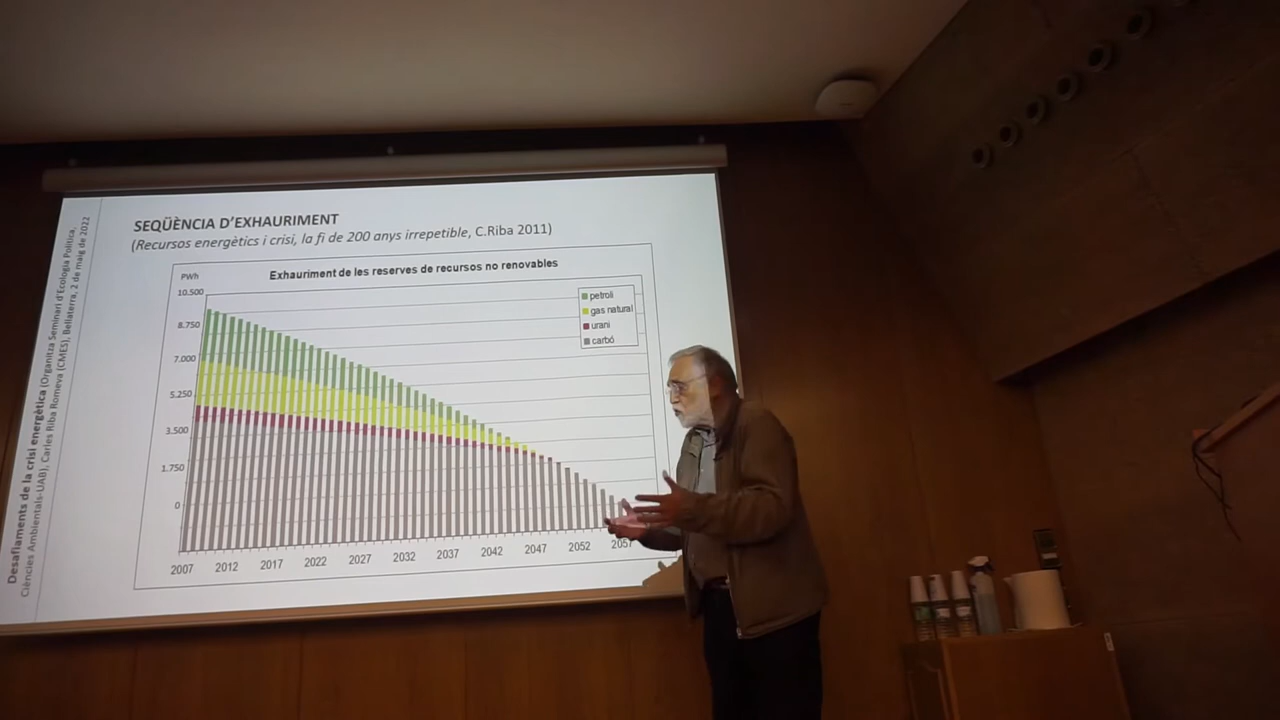 SEQÜÈNCIA D'EXHAURIMENT
(Recursos energètics i crisi, la fi de 200 anys irrepetible, C.Riba 2011)
Exhauriment de les reserves de recursos no renovables
PWh
10.500
8.750
7.000
5.250
3.500
1.750
0
petroli
gas natural
urani
carbó
2007 2012 2017 2022 2027 2032 2037 2042 2047 2052 2057
Desafiaments de la crisi energètica (Organitza Seminari d'Ecologia Política,
Ciències Ambientals-UAB), Carles Riba Romeva (CMES), Bellaterra, 2 de maig de 2022